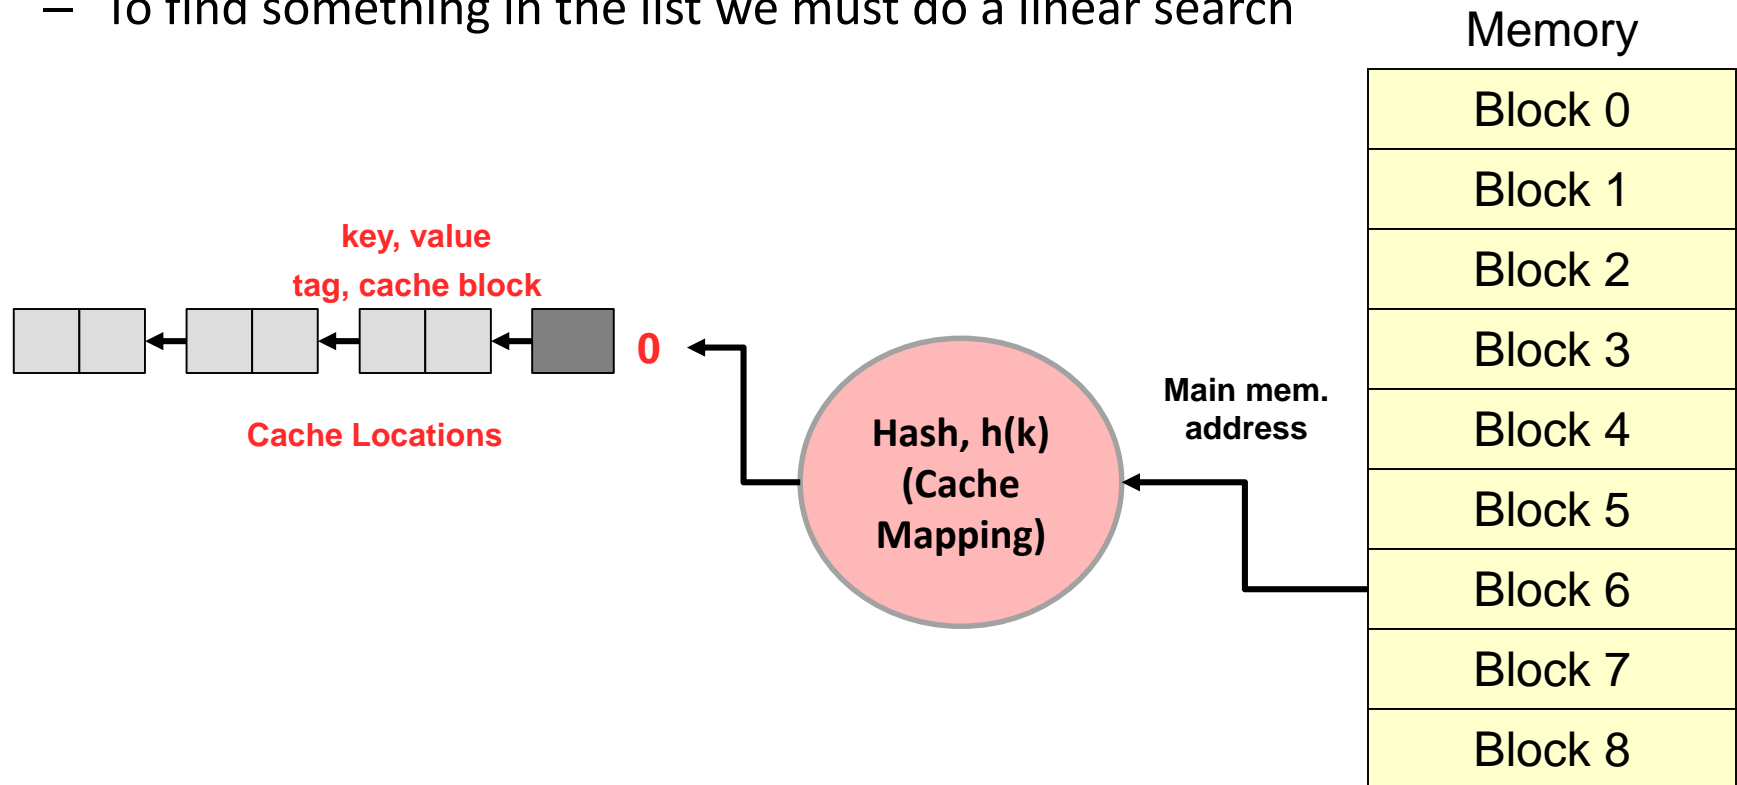 – To find something in the list we must do a linear search
Memory
Block 0
Block 1
Block 2
Block 3
Block 4
Block 5
Block 6
Block 7
Block 8
key, value
tag, cache block
0
Cache Locations
Hash, h(k)
(Cache
Mapping)
Main mem.
address